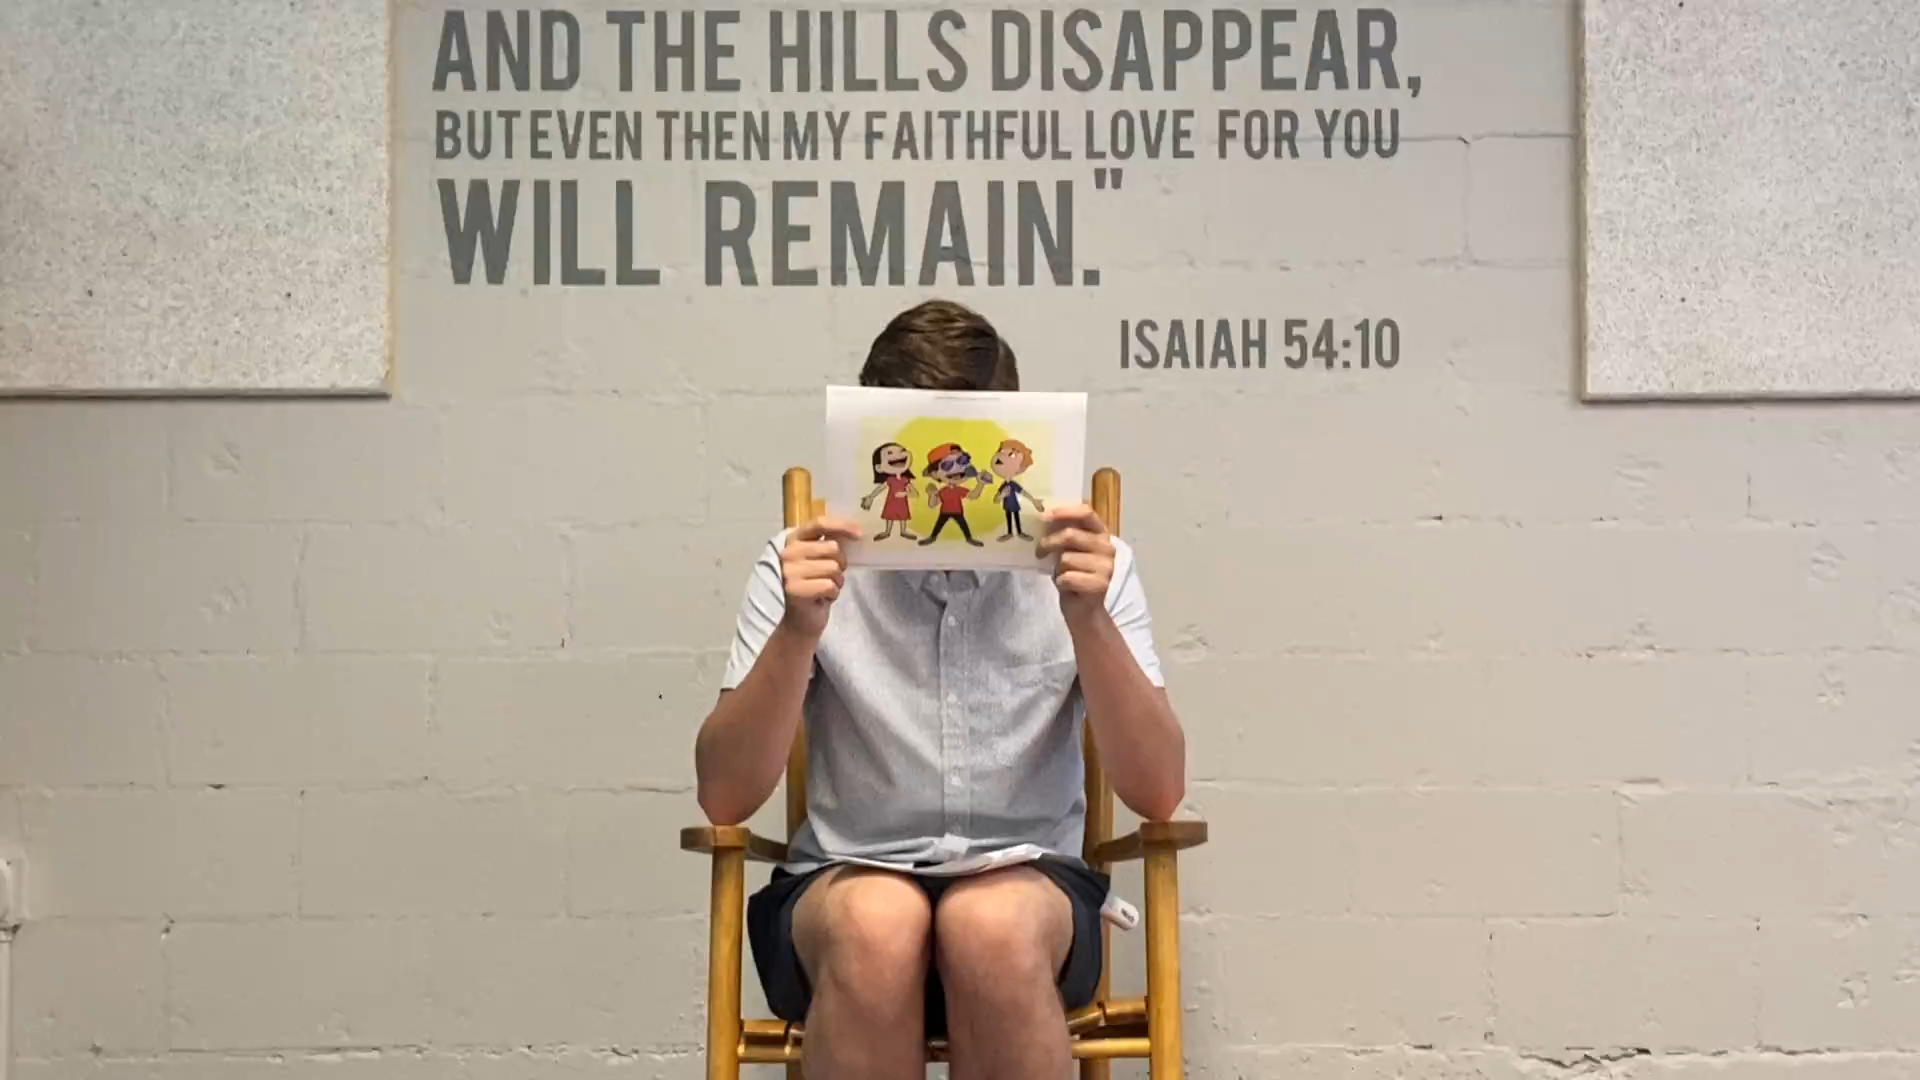 AND THE HILLS DISAPPEAR,
BUT EVEN THEN MY FAITHFUL LOVE FOR YOU
WILL REMAIN."
ISAIAH 54:10